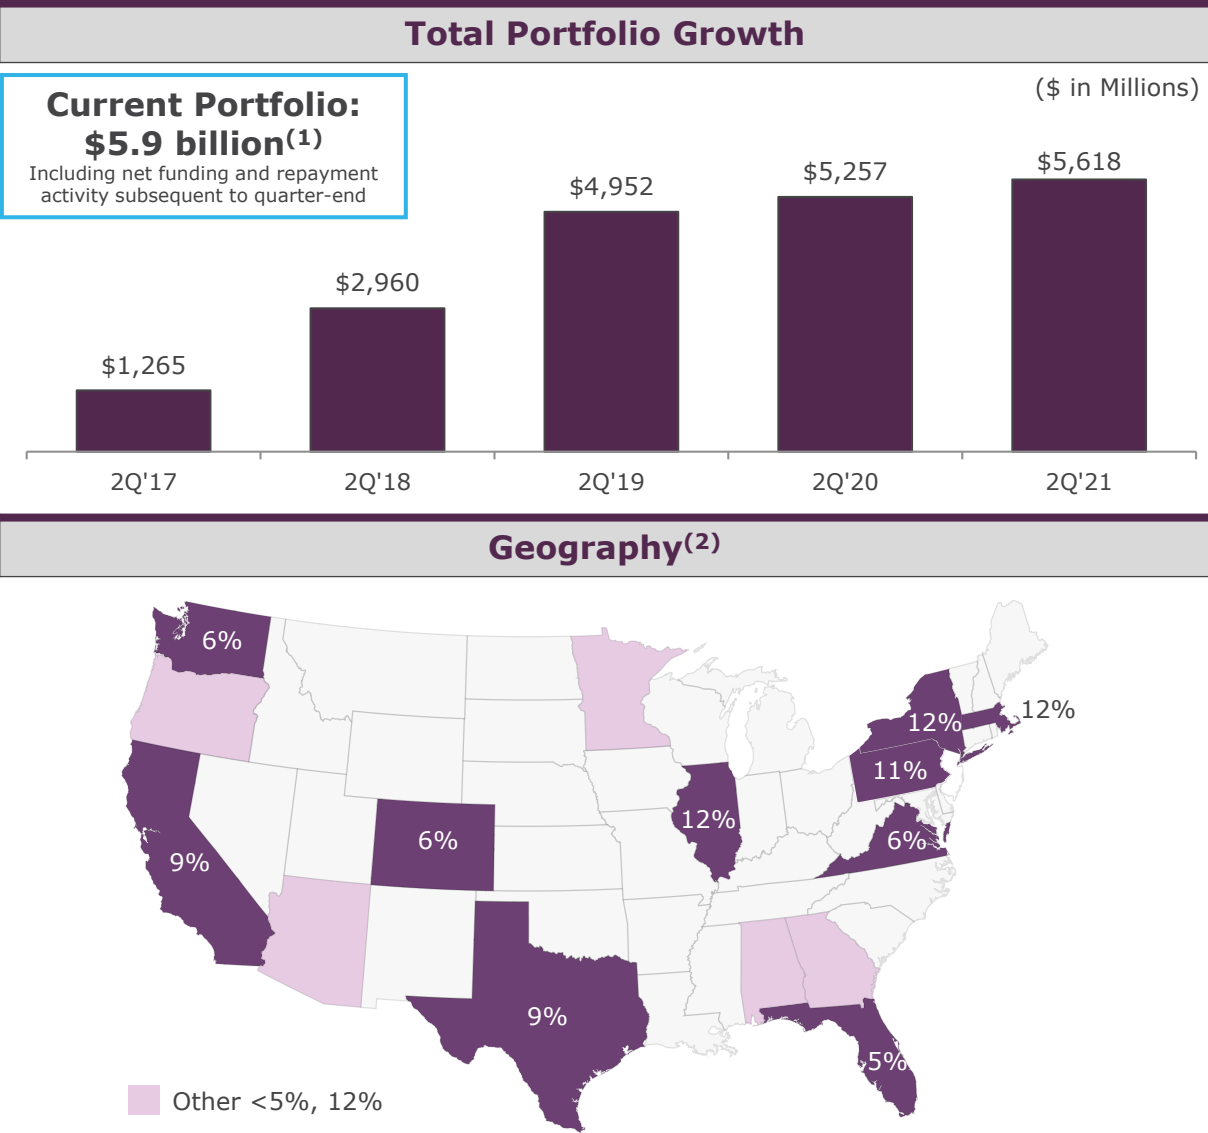 Total Portfolio Growth
Current Portfolio:
$5.9 billion(1)
Including net funding and repayment
activity subsequent to quarter-end
($ in Millions)
$1,265
$2,960
$4,952
$5,257
$5,618
2Q'17
2Q'18
2Q'19
2Q'20
2Q'21
Geography(2)
6%
12%
12%
11%
12%
6%
6%
9%
9%
5%
Other <5%, 12%